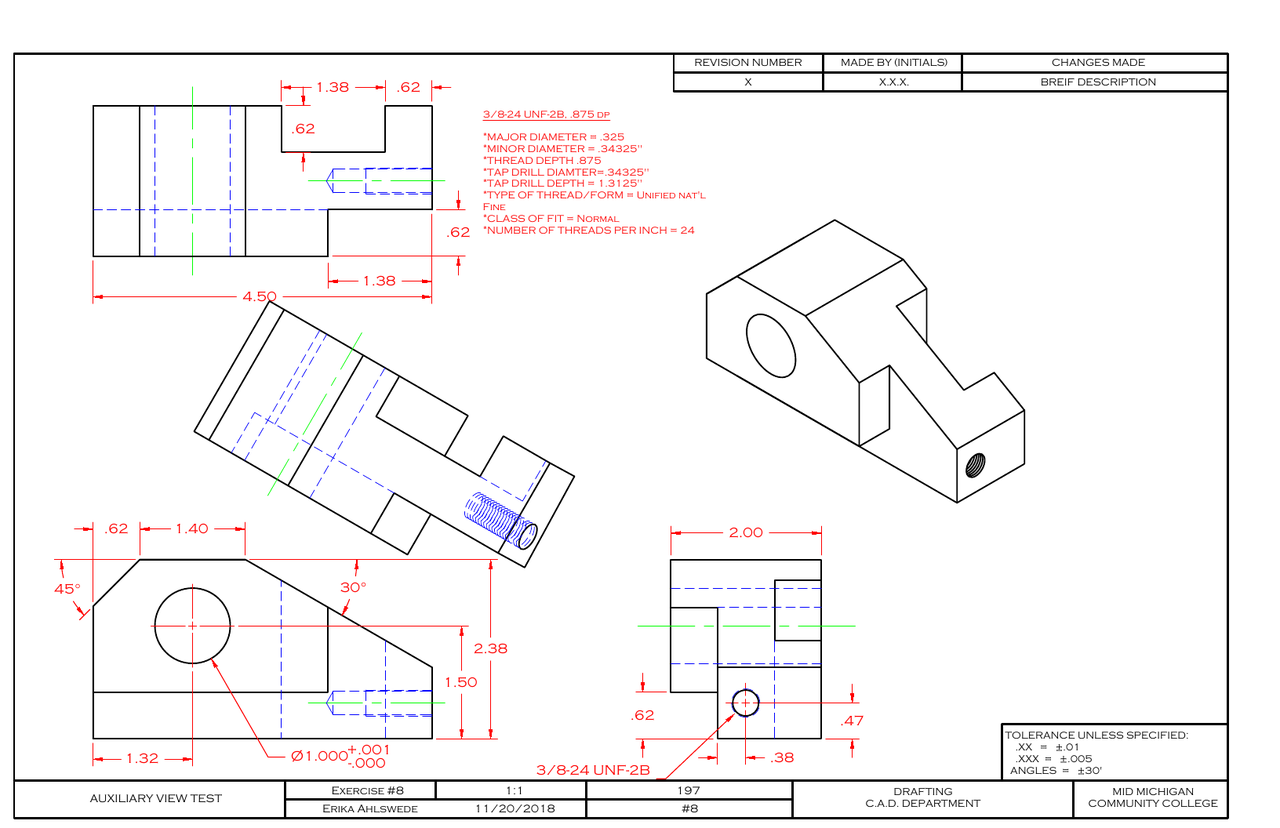 REVISION NUMBER MADE BY (INITIALS) CHANGES MADE
X X.X.X. BREIF DESCRIPTION
1.38 .62
.62
3/8-24 UNF-2B, .875 DP
*MAJOR DIAMETER = .325
*MINOR DIAMETER = .34325"
*THREAD DEPTH .875
*TAP DRILL DIAMTER=.34325"
*TAP DRILL DEPTH = 1.3125"
*TYPE OF THREAD/FORM = UNIFIED NAT'L
FINE
*CLASS OF FIT = NORMAL
*NUMBER OF THREADS PER INCH = 24
.62
1.38
4.50
.62 1.40
45°
30°
2.38
1.50
1.32
Ø1.000 +.001
-.000
2.00
.62
.47
.38
3/8-24 UNF-2B
TOLERANCE UNLESS SPECIFIED:
.XX = ±.01
.XXX = ±.005
ANGLES = ±30'
AUXILIARY VIEW TEST
EXERCISE #8 1:1 197
ERIKA AHLSWEDE 11/20/2018 #8
DRAFTING
C.A.D. DEPARTMENT
MID MICHIGAN
COMMUNITY COLLEGE